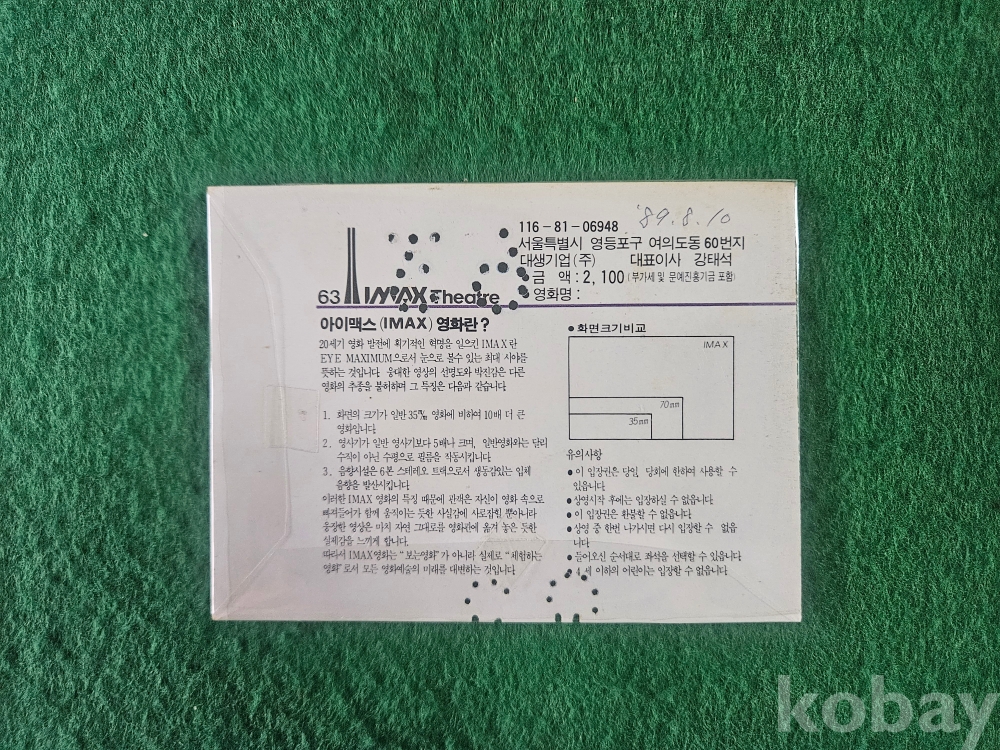 '89.8.10
116-81-06948
서울특별시 영등포구 여의도동 60번지
대생기업(주) 대표이사 강태석
금 액 : 2,100 (부가세 및 문예진흥기금 포함)
영화명 :
63 IMAX Theatre
아이맥스 (IMAX) 영화란?
20세기 영화 발전에 획기적인 혁명을 일으킨 IMAX란
EYE MAXIMUM으로서 눈으로 볼수 있는 최대 시야를
뜻하는 것입니다. 웅대한 영상의 선명도와 박진감은 다른
영화의 추종을 불허하며 그 특징은 다음과 같습니다.
1. 화면의 크기가 일반 35㎜ 영화에 비하여 10배 더 큰
영화입니다.
2. 영사기가 일반 영사기보다 5배나 크며, 일반영화와는 달리
수직이 아닌 수평으로 필름을 작동시킵니다.
3. 음향시설은 6본 스테레오 트랙으로서 생동감있는 입체
음향을 발산시킵니다.
이러한 IMAX 영화의 특징 때문에 관객은 자신이 영화 속으로
빠져들어가 함께 움직이는 듯한 사실감에 사로잡힐 뿐아니라
웅장한 영상은 마치 자연 그대로를 영화관에 옮겨 놓은 듯한
실제감을 느끼게 합니다.
따라서 IMAX영화는 "보는영화"가 아니라 실제로 "체험하는
영화"로서 모든 영화예술의 미래를 대변하는 것입니다.
● 화면크기비교
IMAX
70mm
35mm
유의사항
● 이 입장권은 당일, 당회에 한하여 사용할 수
있읍니다.
● 상영시작 후에는 입장하실 수 없읍니다.
● 이 입장권은 환불할 수 없읍니다.
● 상영 중 한번 나가시면 다시 입장할 수 없읍
니다.
● 들어오신 순서대로 좌석을 선택할 수 있읍니다.
● 4세 이하의 어린이는 입장할 수 없읍니다.
kobay